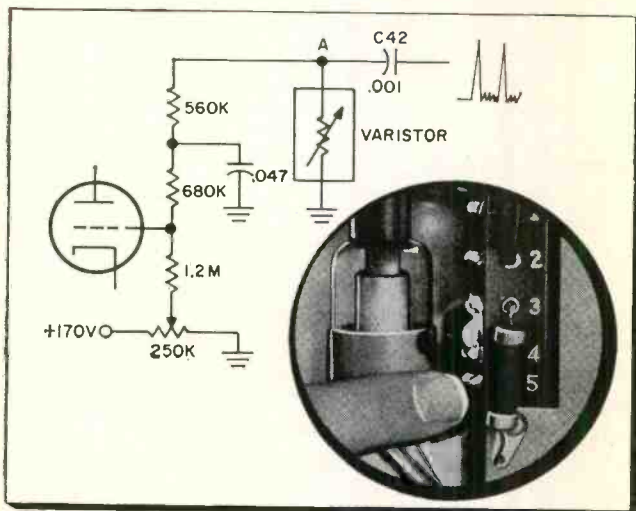 A
C42
.001
560K
VARISTOR
.047
680K
1.2M
+170V
250K
2
3
4
5